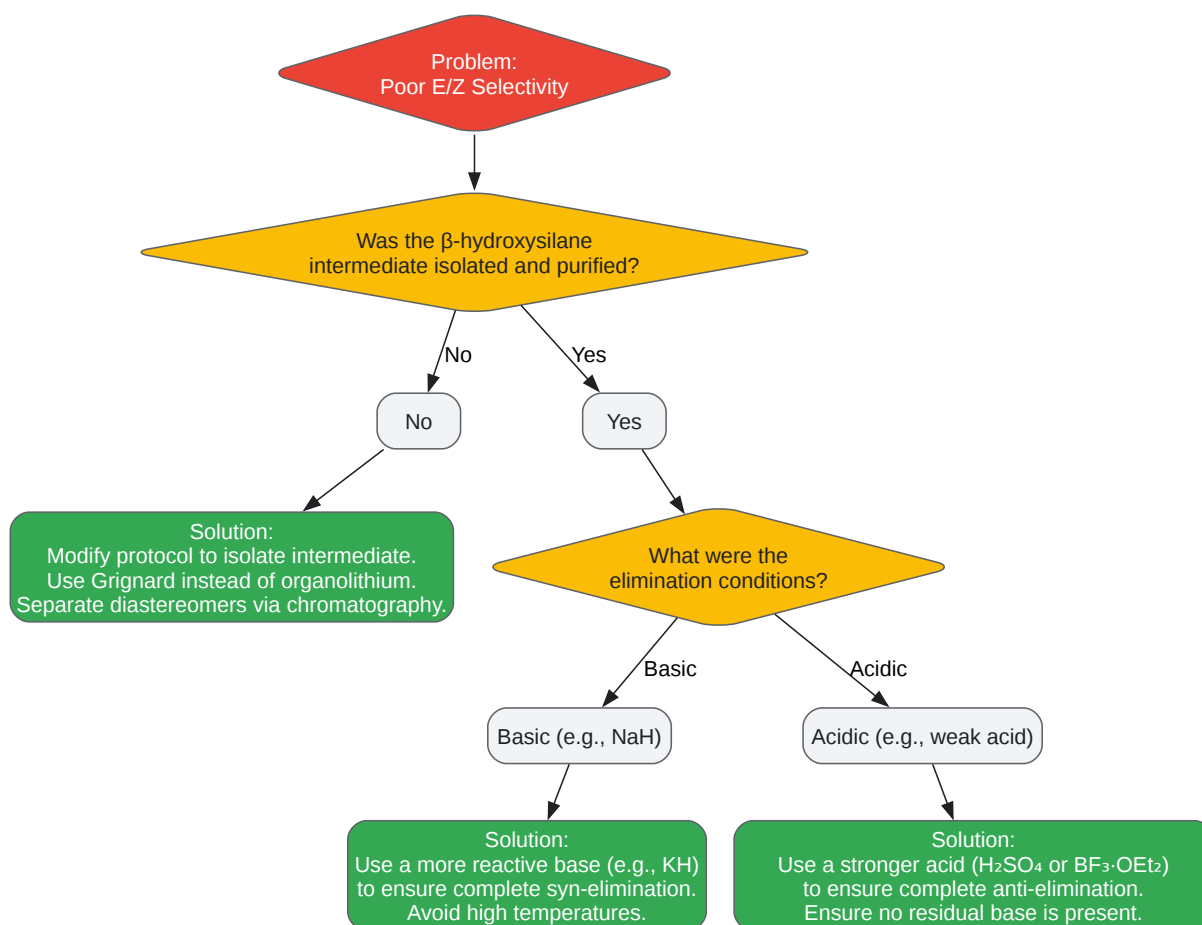 Problem:
Poor E/Z Selectivity
Was the β-hydroxysilane
intermediate isolated and purified?
No
Yes
No
Yes
Solution:
Modify protocol to isolate intermediate.
Use Grignard instead of organolithium.
Separate diastereomers via chromatography.
What were the
elimination conditions?
Basic
Acidic
Basic (e.g., NaH)
Acidic (e.g., weak acid)
Solution:
Use a more reactive base (e.g., KH)
to ensure complete syn-elimination.
Avoid high temperatures.
Solution:
Use a stronger acid (H₂SO₄ or BF₃·OEt₂)
to ensure complete anti-elimination.
Ensure no residual base is present.